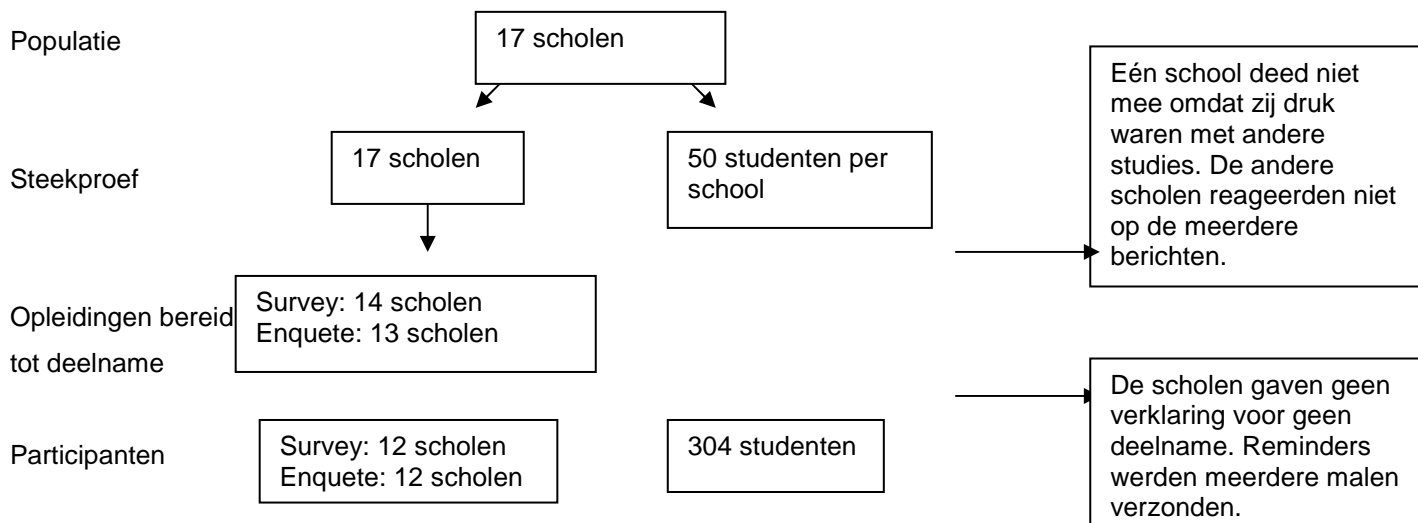 Populatie
17 scholen
Eén school deed niet
mee omdat zij druk
waren met andere
studies. De andere
scholen reageerden niet
op de meerdere
berichten.
Steekproef
17 scholen
50 studenten per
school
Opleidingen bereid
tot deelname
Survey: 14 scholen
Enquete: 13 scholen
De scholen gaven geen
verklaring voor geen
deelname. Reminders
werden meerdere malen
verzonden.
Participanten
Survey: 12 scholen
Enquete: 12 scholen
304 studenten